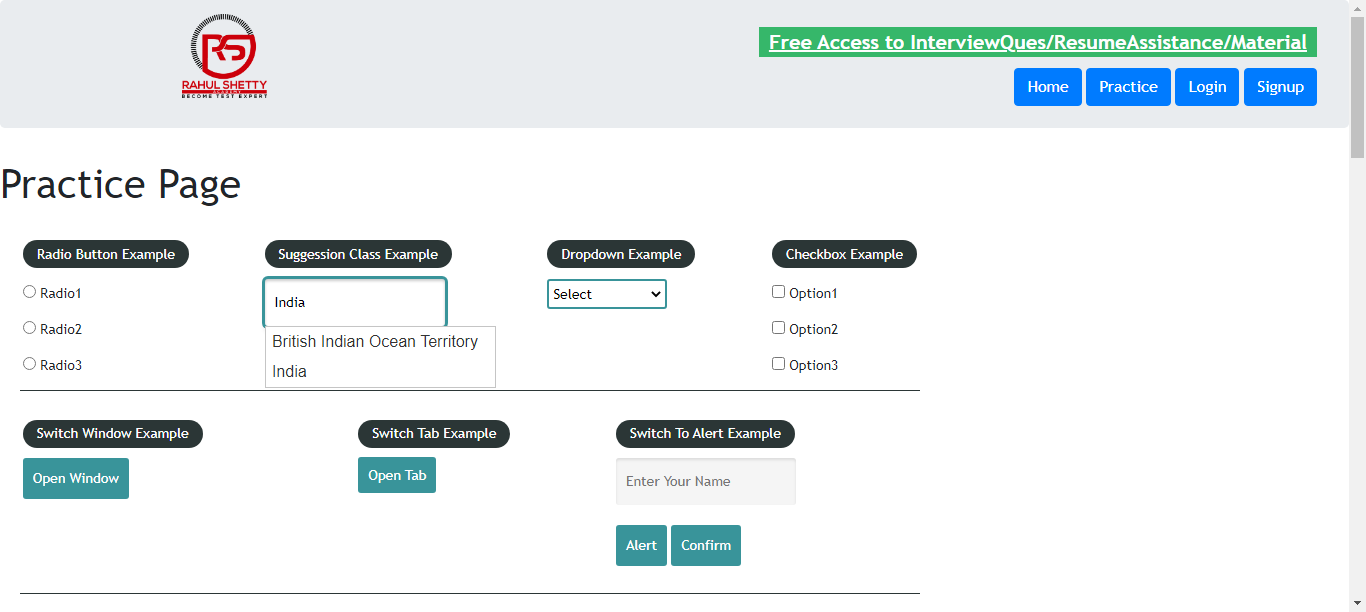 RS
RAHUL SHETTY
ACADEMY
BECOME TEST EXPERT
Free Access to InterviewQues/ResumeAssistance/Material
Home Practice Login Signup
Practice Page
Radio Button Example
Radio1
Radio2
Radio3
Suggession Class Example
India
British Indian Ocean Territory
India
Dropdown Example
Select
Checkbox Example
Option1
Option2
Option3
Switch Window Example
Open Window
Switch Tab Example
Open Tab
Switch To Alert Example
Enter Your Name
Alert Confirm